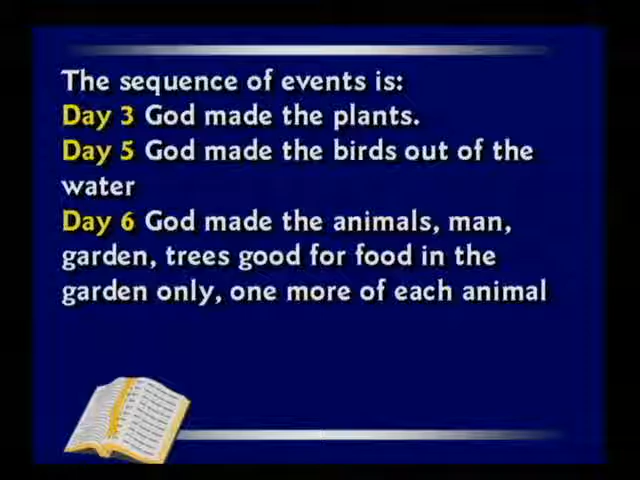 The sequence of events is:
Day 3 God made the plants.
Day 5 God made the birds out of the
water
Day 6 God made the animals, man,
garden, trees good for food in the
garden only, one more of each animal